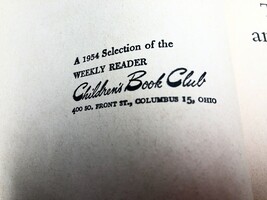 A 1954 Selection of the
WEEKLY READER
Children's Book Club
400 SO. FRONT ST., COLUMBUS 15, OHIO
a